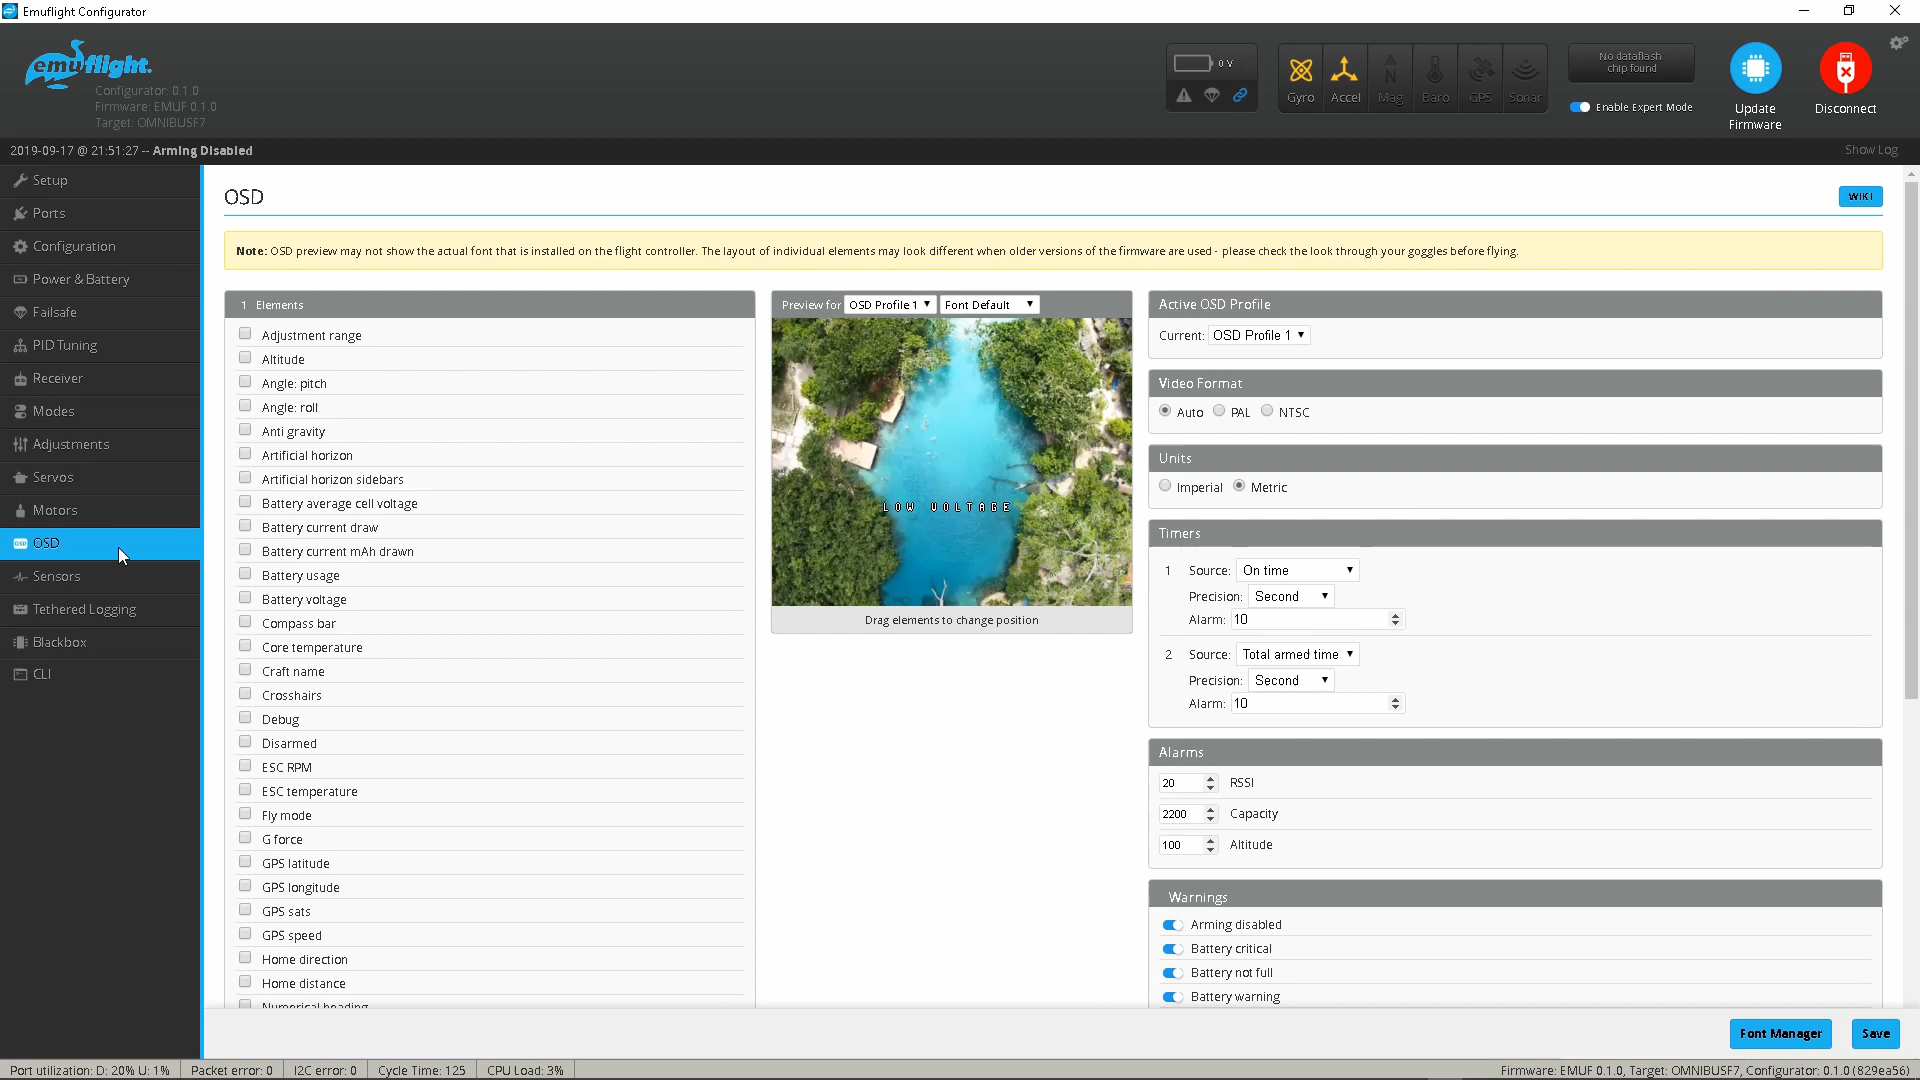 Emuflight Configurator
emuflight.
Configurator: 0.1.0
Firmware: EMUF 0.1.0
Target: OMNIBUSF7
0 V
Gyro Accel Mag Baro GPS Sonar
No dataflash
chip found
Enable Expert Mode
Update
Firmware
Disconnect
2019-09-17 @ 21:51:27 -- Arming Disabled
Show Log
Setup
Ports
Configuration
Power & Battery
Failsafe
PID Tuning
Receiver
Modes
Adjustments
Servos
Motors
OSD OSD
Sensors
Tethered Logging
Blackbox
CLI
OSD
WIKI
Note: OSD preview may not show the actual font that is installed on the flight controller. The layout of individual elements may look different when older versions of the firmware are used - please check the look through your goggles before flying.
1 Elements
Adjustment range
Altitude
Angle: pitch
Angle: roll
Anti gravity
Artificial horizon
Artificial horizon sidebars
Battery average cell voltage
Battery current draw
Battery current mAh drawn
Battery usage
Battery voltage
Compass bar
Core temperature
Craft name
Crosshairs
Debug
Disarmed
ESC RPM
ESC temperature
Fly mode
G force
GPS latitude
GPS longitude
GPS sats
GPS speed
Home direction
Home distance
Numerical heading
Preview for OSD Profile 1 Font Default
LOW VOLTAGE
Drag elements to change position
Active OSD Profile
Current: OSD Profile 1
Video Format
Auto PAL NTSC
Units
Imperial Metric
Timers
1 Source: On time
Precision: Second
Alarm: 10
2 Source: Total armed time
Precision: Second
Alarm: 10
Alarms
20 RSSI
2200 Capacity
100 Altitude
Warnings
Arming disabled
Battery critical
Battery not full
Battery warning
Font Manager Save
Port utilization: D: 20% U: 1% Packet error: 0 I2C error: 0 Cycle Time: 125 CPU Load: 3% Firmware: EMUF 0.1.0, Target: OMNIBUSF7, Configurator: 0.1.0 (829ea56)